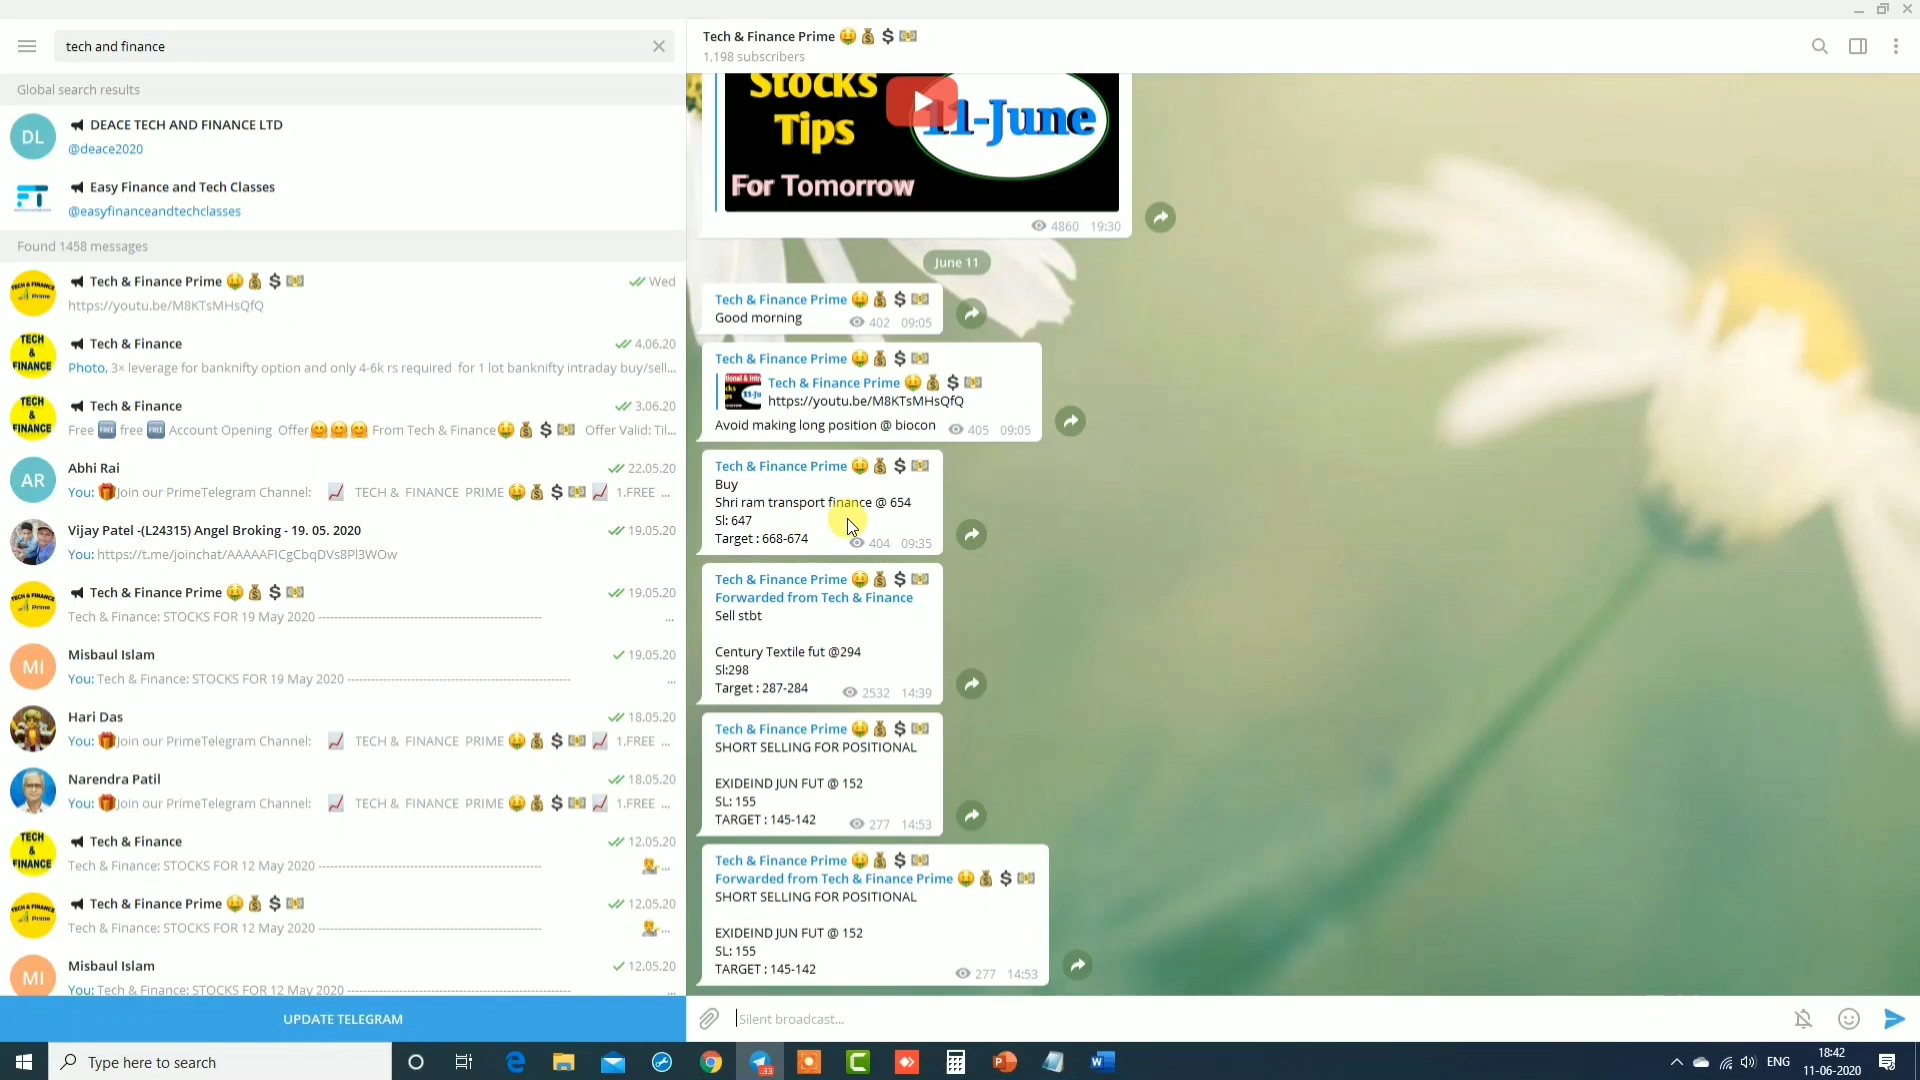 tech and finance
Global search results
DL
DEACE TECH AND FINANCE LTD
@deace2020
FT
Easy Finance and Tech Classes
@easyfinanceandtechclasses
Found 1458 messages
Tech & Finance Prime
Wed
https://youtu.be/M8KTsMHsQfQ
TECH & FINANCE
Tech & Finance
4.06.20
Photo, 3× leverage for banknifty option and only 4-6k rs required for 1 lot banknifty intraday buy/sell...
TECH & FINANCE
Tech & Finance
3.06.20
Free FREE free FREE Account Opening Offer From Tech & Finance $ Offer Valid: Til...
AR
Abhi Rai
22.05.20
You: Join our PrimeTelegram Channel: TECH & FINANCE PRIME $ 1.FREE ...
Vijay Patel -(L24315) Angel Broking - 19. 05. 2020
19.05.20
You: https://t.me/joinchat/AAAAAFICgCbqDVs8Pl3WOw
Tech & Finance Prime
19.05.20
Tech & Finance: STOCKS FOR 19 May 2020 ---------------------------------------------------------- ...
MI
Misbaul Islam
19.05.20
You: Tech & Finance: STOCKS FOR 19 May 2020 ---------------------------------------------------------- ...
Hari Das
18.05.20
You: Join our PrimeTelegram Channel: TECH & FINANCE PRIME $ 1.FREE ...
Narendra Patil
18.05.20
You: Join our PrimeTelegram Channel: TECH & FINANCE PRIME $ 1.FREE ...
TECH & FINANCE
Tech & Finance
12.05.20
Tech & Finance: STOCKS FOR 12 May 2020 ---------------------------------------------------------- ...
Tech & Finance Prime
12.05.20
Tech & Finance: STOCKS FOR 12 May 2020 ---------------------------------------------------------- ...
MI
Misbaul Islam
12.05.20
You: Tech & Finance: STOCKS FOR 12 May 2020 ---------------------------------------------------------- ...
UPDATE TELEGRAM
Tech & Finance Prime
1,198 subscribers
Stocks
Tips
11-June
For Tomorrow
4860 19:30
June 11
Tech & Finance Prime
Good morning
402 09:05
Tech & Finance Prime
Tech & Finance Prime
https://youtu.be/M8KTsMHsQfQ
Avoid making long position @ biocon
405 09:05
Tech & Finance Prime
Buy
Shri ram transport finance @ 654
Sl: 647
Target : 668-674
404 09:35
Tech & Finance Prime
Forwarded from Tech & Finance
Sell stbt
Century Textile fut @294
Sl:298
Target : 287-284
2532 14:39
Tech & Finance Prime
SHORT SELLING FOR POSITIONAL
EXIDEIND JUN FUT @ 152
SL: 155
TARGET : 145-142
277 14:53
Tech & Finance Prime
Forwarded from Tech & Finance Prime
SHORT SELLING FOR POSITIONAL
EXIDEIND JUN FUT @ 152
SL: 155
TARGET : 145-142
277 14:53
Silent broadcast...
Type here to search
33
ENG
18:42
11-06-2020